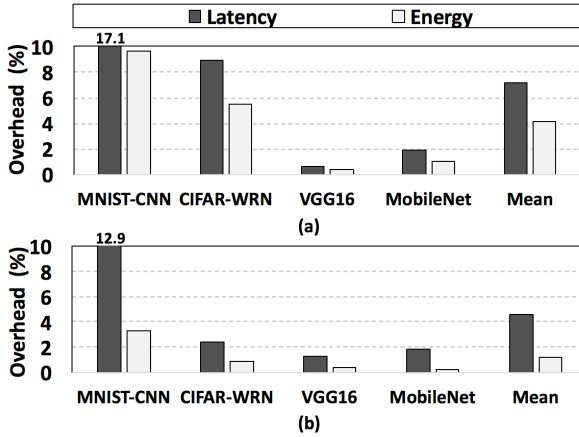 Latency Energy
Overhead (%)
17.1
10
8
6
4
2
0
MNIST-CNN CIFAR-WRN VGG16 MobileNet Mean
(a)
Overhead (%)
12.9
10
8
6
4
2
0
MNIST-CNN CIFAR-WRN VGG16 MobileNet Mean
(b)